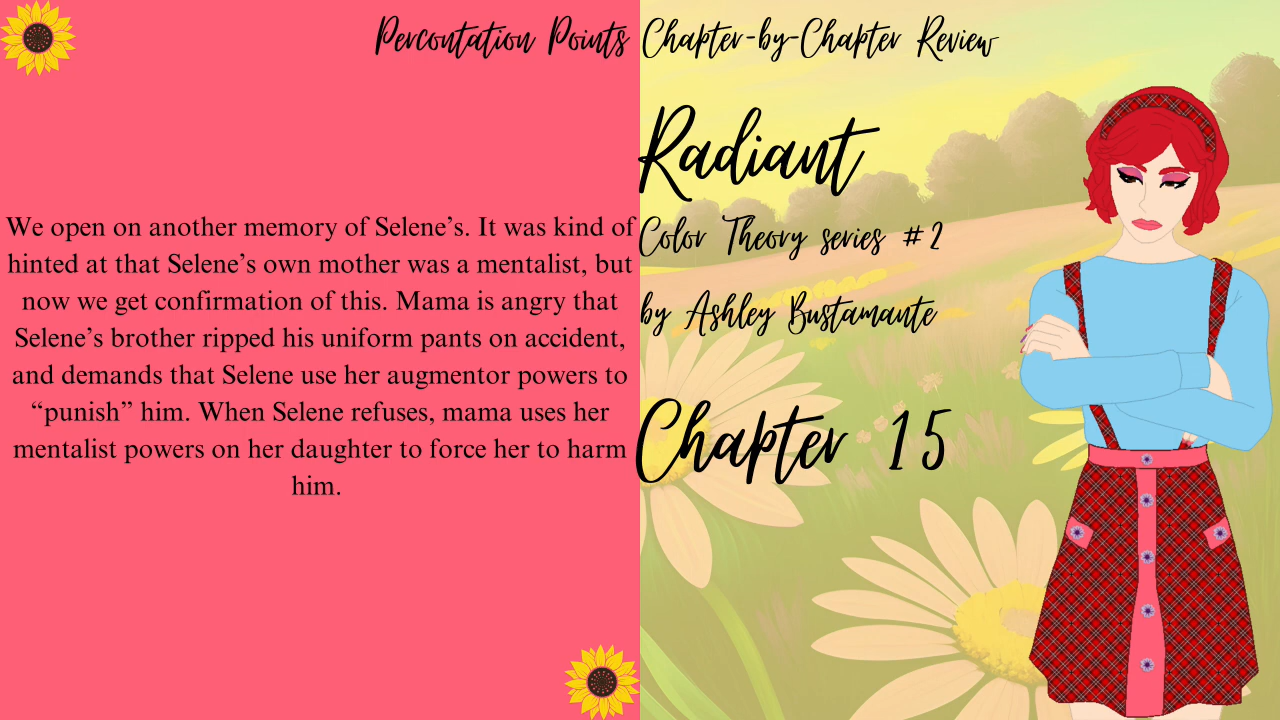 Percontation Points Chapter-by-Chapter Review
We open on another memory of Selene’s. It was kind of
hinted at that Selene’s own mother was a mentalist, but
now we get confirmation of this. Mama is angry that
Selene’s brother ripped his uniform pants on accident,
and demands that Selene use her augmentor powers to
“punish” him. When Selene refuses, mama uses her
mentalist powers on her daughter to force her to harm
him.
Radiant
Color Theory series #2
by Ashley Bustamante
Chapter 15